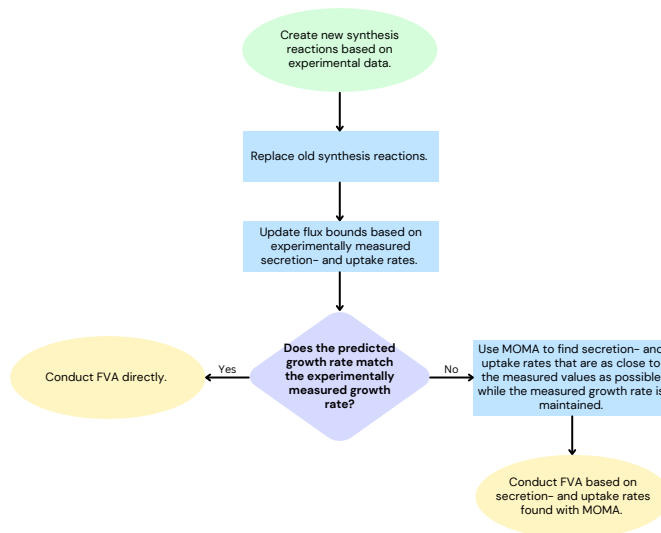 Create new synthesis
reactions based on
experimental data.
Replace old synthesis reactions.
Update flux bounds based on
experimentally measured
secretion- and uptake rates.
Does the predicted
growth rate match
the experimentally
measured growth
rate?
Yes
No
Conduct FVA directly.
Use MOMA to find secretion- and
uptake rates that are as close to
the measured values as possible
while the measured growth rate is
maintained.
Conduct FVA based on
secretion- and uptake rates
found with MOMA.